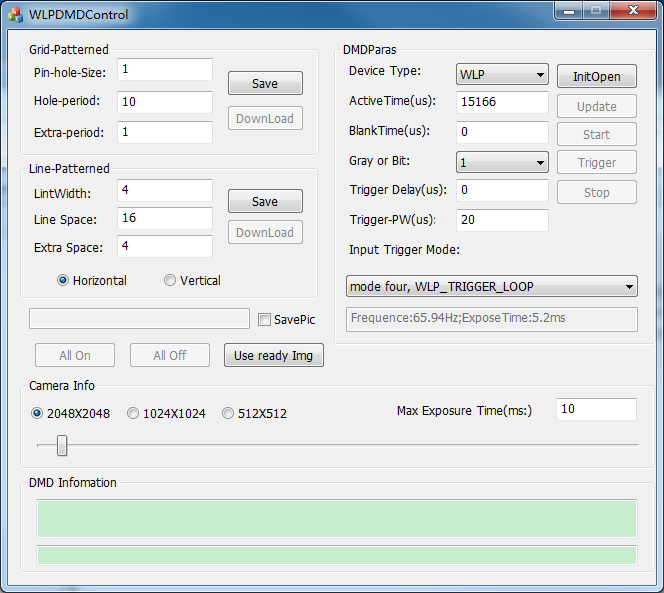 WLPDMDControl
Grid-Patterned
Pin-hole-Size: 1
Hole-period: 10
Extra-period: 1
Save
DownLoad
Line-Patterned
LintWidth: 4
Line Space: 16
Extra Space: 4
Save
DownLoad
Horizontal Vertical
SavePic
All On All Off Use ready Img
DMDParas
Device Type: WLP InitOpen
ActiveTime(us): 15166 Update
BlankTime(us): 0 Start
Gray or Bit: 1 Trigger
Trigger Delay(us): 0 Stop
Trigger-PW(us): 20
Input Trigger Mode:
mode four, WLP_TRIGGER_LOOP
Frequence:65.94Hz;ExposeTime:5.2ms
Camera Info
2048X2048 1024X1024 512X512 Max Exposure Time(ms:) 10
DMD Infomation